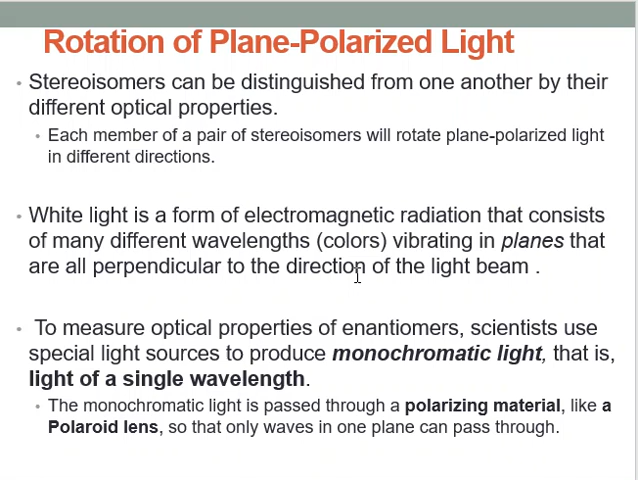 Rotation of Plane-Polarized Light
• Stereoisomers can be distinguished from one another by their
different optical properties.
• Each member of a pair of stereoisomers will rotate plane-polarized light
in different directions.
• White light is a form of electromagnetic radiation that consists
of many different wavelengths (colors) vibrating in planes that
are all perpendicular to the direction of the light beam .
• To measure optical properties of enantiomers, scientists use
special light sources to produce monochromatic light, that is,
light of a single wavelength.
• The monochromatic light is passed through a polarizing material, like a
Polaroid lens, so that only waves in one plane can pass through.